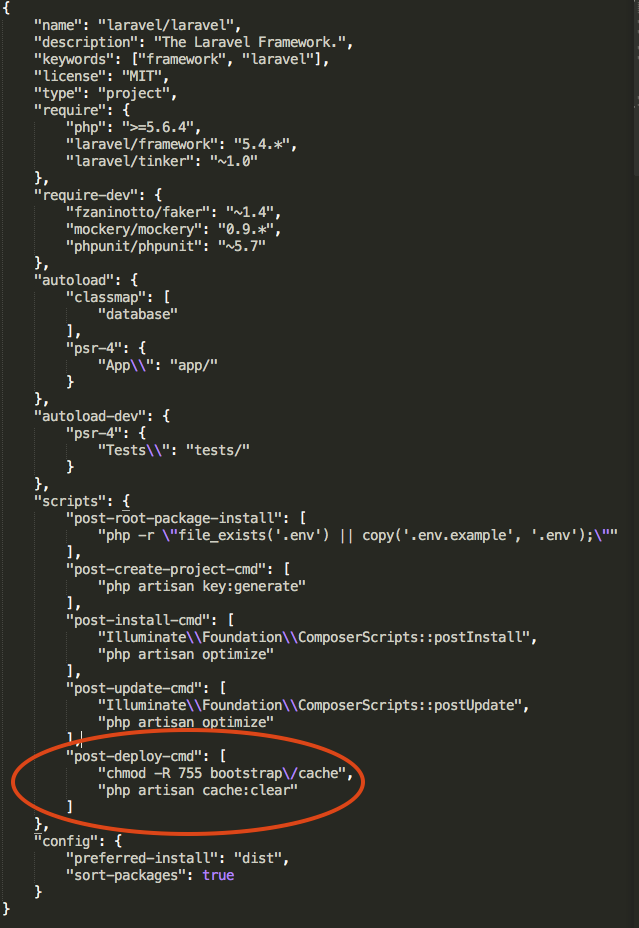 {
    "name": "laravel/laravel",
    "description": "The Laravel Framework.",
    "keywords": ["framework", "laravel"],
    "license": "MIT",
    "type": "project",
    "require": {
        "php": ">=5.6.4",
        "laravel/framework": "5.4.*",
        "laravel/tinker": "~1.0"
    },
    "require-dev": {
        "fzaninotto/faker": "~1.4",
        "mockery/mockery": "0.9.*",
        "phpunit/phpunit": "~5.7"
    },
    "autoload": {
        "classmap": [
            "database"
        ],
        "psr-4": {
            "App\\": "app/"
        }
    },
    "autoload-dev": {
        "psr-4": {
            "Tests\\": "tests/"
        }
    },
    "scripts": {
        "post-root-package-install": [
            "php -r \"file_exists('.env') || copy('.env.example', '.env');\""
        ],
        "post-create-project-cmd": [
            "php artisan key:generate"
        ],
        "post-install-cmd": [
            "Illuminate\\Foundation\\ComposerScripts::postInstall",
            "php artisan optimize"
        ],
        "post-update-cmd": [
            "Illuminate\\Foundation\\ComposerScripts::postUpdate",
            "php artisan optimize"
        ],
        "post-deploy-cmd": [
            "chmod -R 755 bootstrap\/cache",
            "php artisan cache:clear"
        ]
    },
    "config": {
        "preferred-install": "dist",
        "sort-packages": true
    }
}